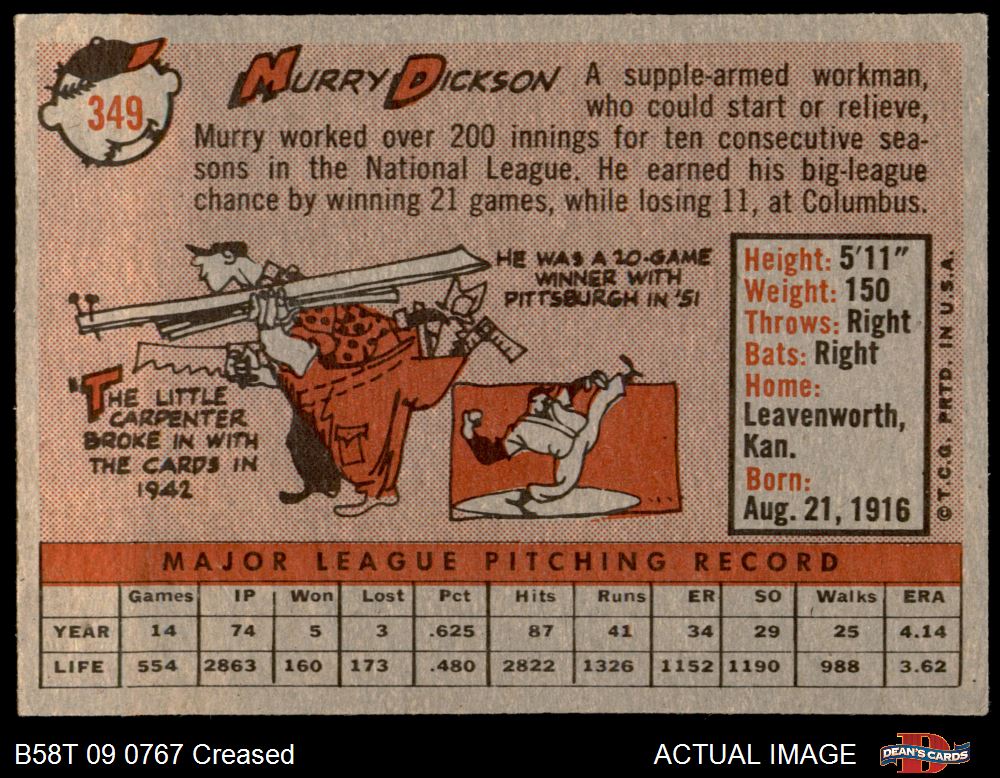 349
MURRY DICKSON
A supple-armed workman,
who could start or relieve,
Murry worked over 200 innings for ten consecutive sea-
sons in the National League. He earned his big-league
chance by winning 21 games, while losing 11, at Columbus.
HE WAS A 20-GAME
WINNER WITH
PITTSBURGH IN '51
"THE LITTLE
CARPENTER
BROKE IN WITH
THE CARDS IN
1942
Height: 5'11"
Weight: 150
Throws: Right
Bats: Right
Home:
Leavenworth,
Kan.
Born:
Aug. 21, 1916
© T.C.G. PRTD. IN U.S.A.
MAJOR LEAGUE PITCHING RECORD
Games IP Won Lost Pct Hits Runs ER SO Walks ERA
YEAR 14 74 5 3 .625 87 41 34 29 25 4.14
LIFE 554 2863 160 173 .480 2822 1326 1152 1190 988 3.62
B58T 09 0767 Creased
ACTUAL IMAGE
DEAN'S CARDS